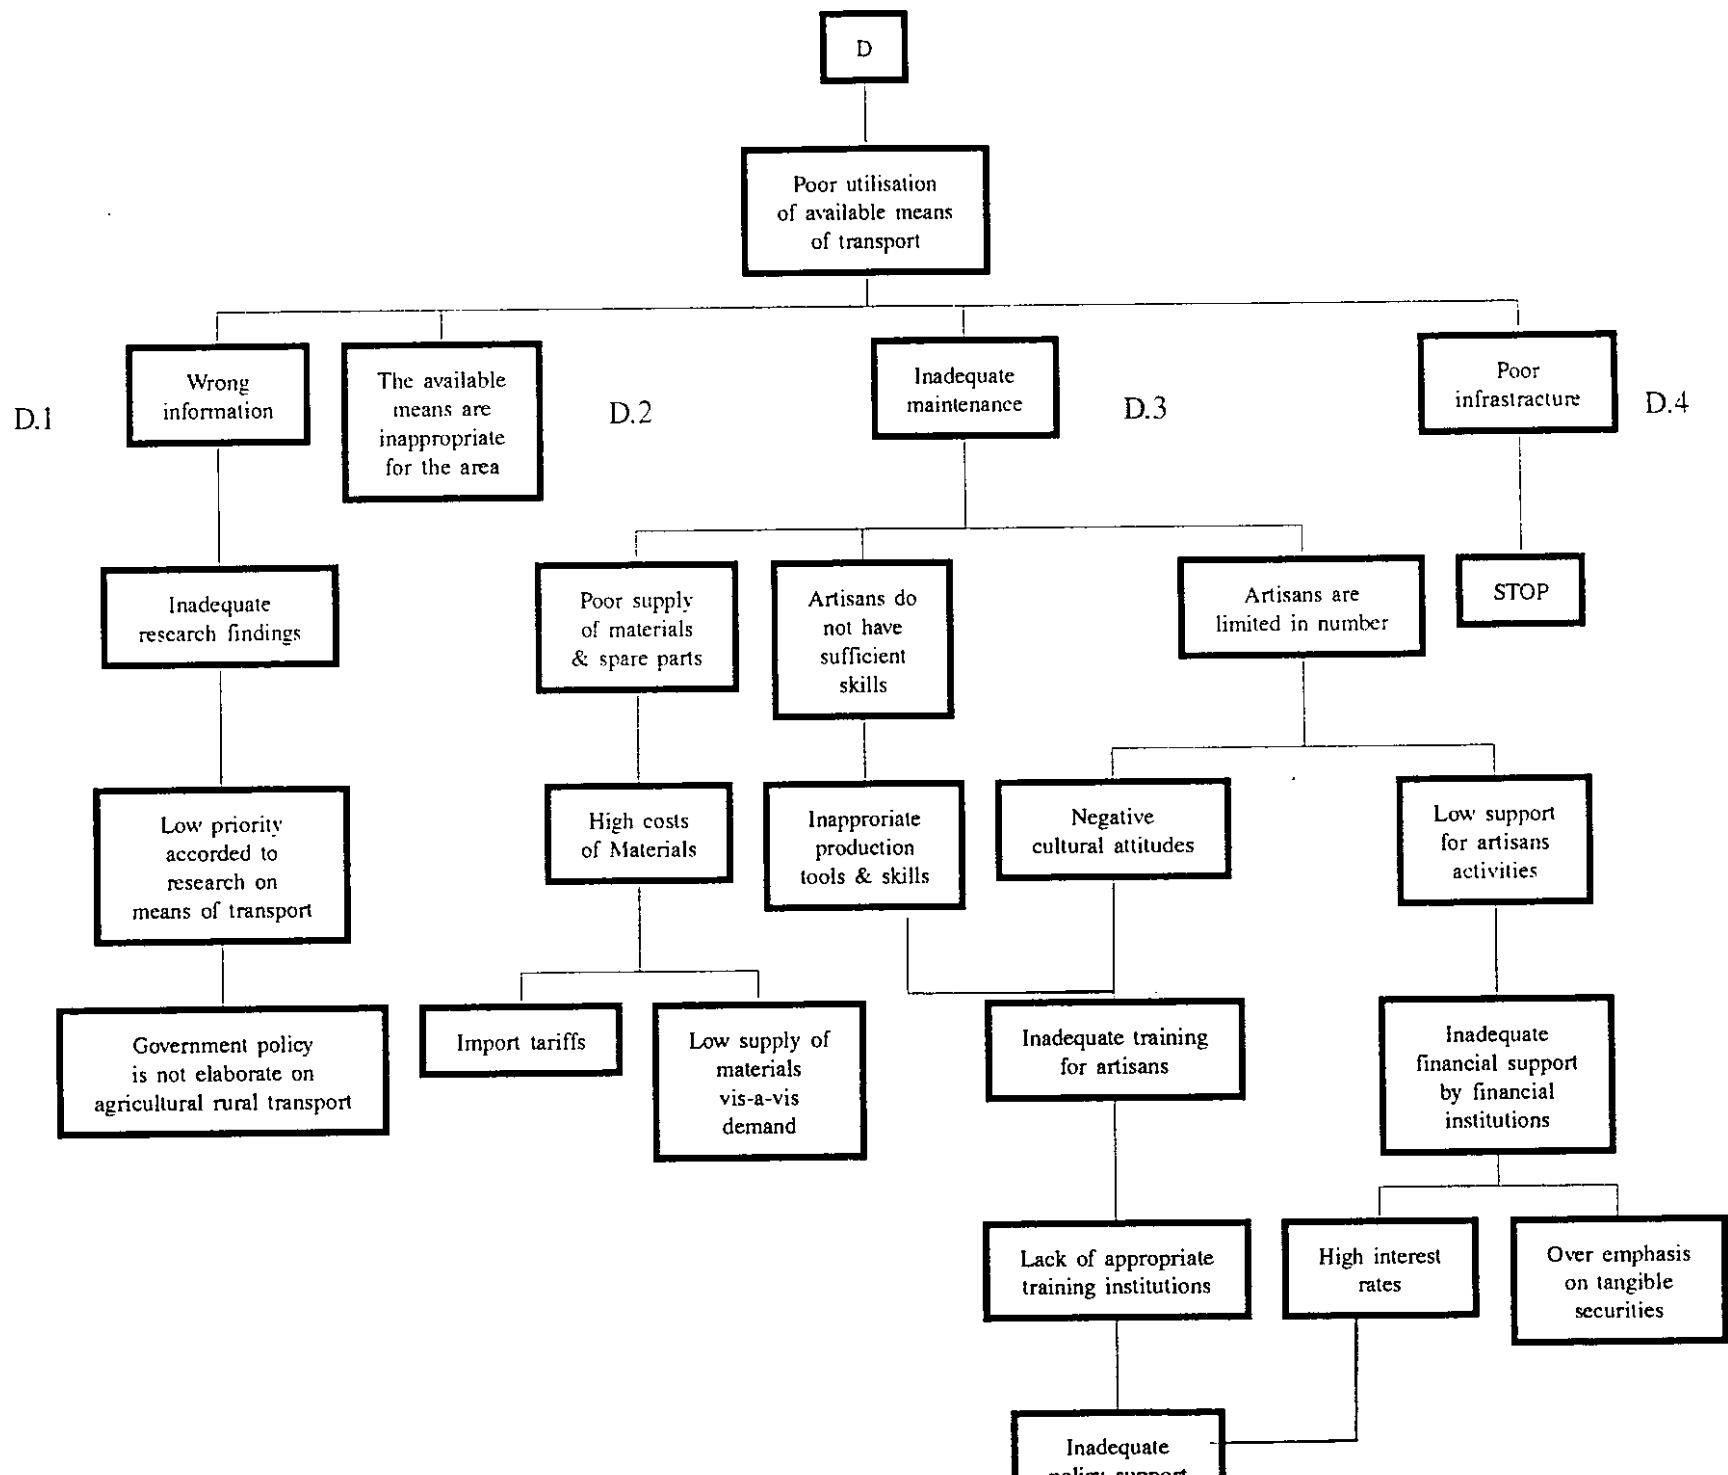 D
Poor utilisation
of available means
of transport
D.1
Wrong
information
The available
means are
inappropriate
for the area
D.2
Inadequate
maintenance
D.3
Poor
infrastracture
D.4
Inadequate
research findings
Poor supply
of materials
& spare parts
Artisans do
not have
sufficient
skills
Artisans are
limited in number
STOP
Low priority
accorded to
research on
means of transport
High costs
of Materials
Inapproriate
production
tools & skills
Negative
cultural attitudes
Low support
for artisans
activities
Government policy
is not elaborate on
agricultural rural transport
Import tariffs
Low supply of
materials
vis-a-vis
demand
Inadequate training
for artisans
Inadequate
financial support
by financial
institutions
Lack of appropriate
training institutions
High interest
rates
Over emphasis
on tangible
securities
Inadequate
policy support